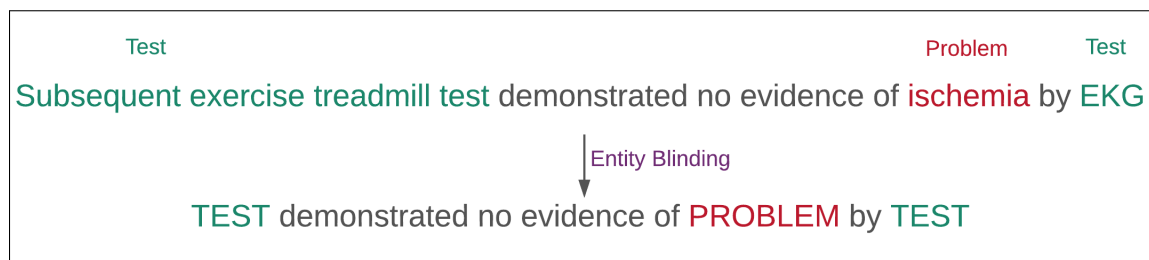 Test Problem Test
Subsequent exercise treadmill test demonstrated no evidence of ischemia by EKG
Entity Blinding
TEST demonstrated no evidence of PROBLEM by TEST